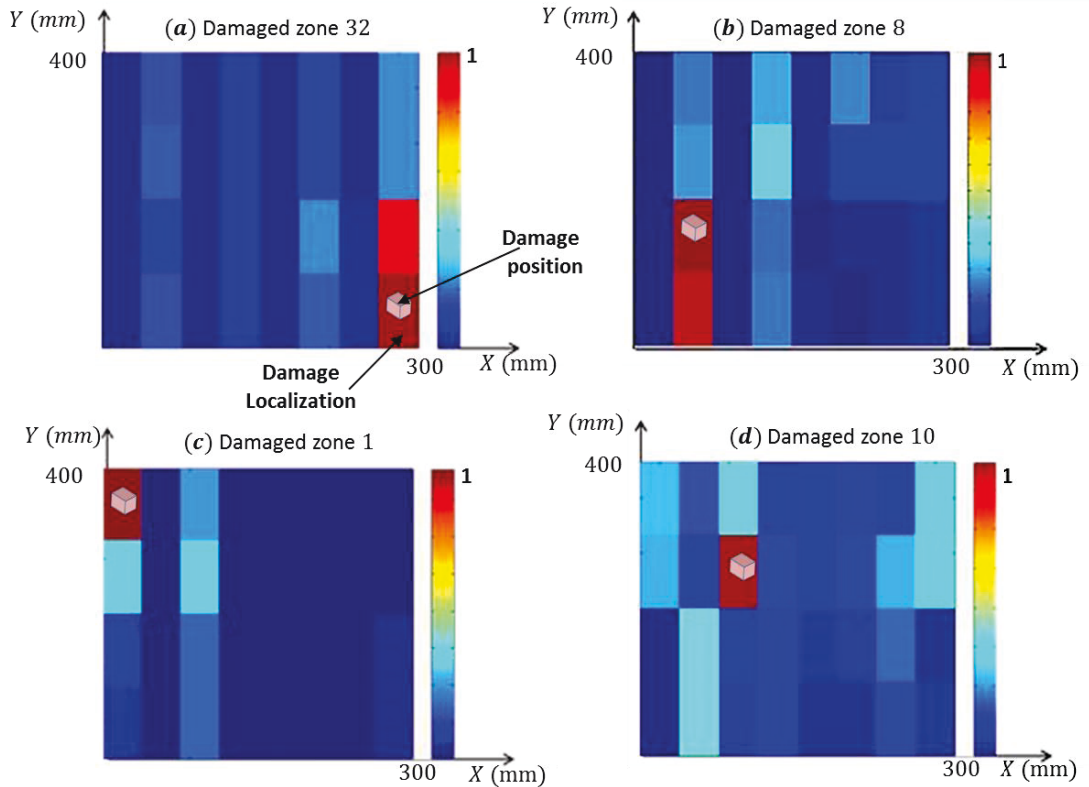 Y (mm)
(a) Damaged zone 32
400
1
Damage
position
300
X (mm)
Damage
Localization
Y (mm)
(b) Damaged zone 8
400
1
300
X (mm)
Y (mm)
(c) Damaged zone 1
400
1
300
X (mm)
Y (mm)
(d) Damaged zone 10
400
1
300
X (mm)